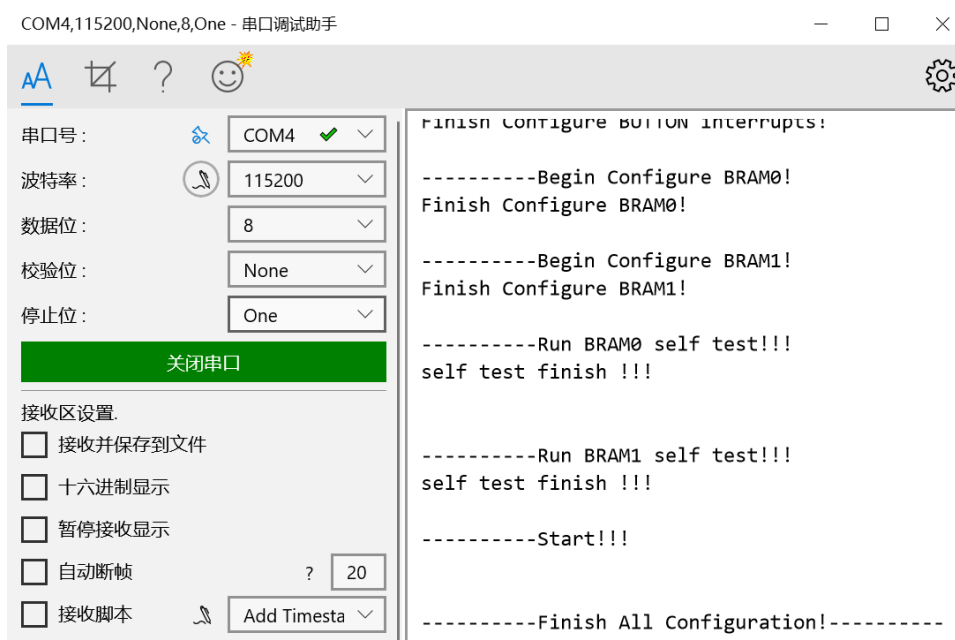 COM4,115200,None,8,One - 串口调试助手
AA
?
串口号 :
COM4
波特率 :
115200
数据位 :
8
校验位 :
None
停止位 :
One
关闭串口
接收区设置.
接收并保存到文件
十六进制显示
暂停接收显示
自动断帧
?
20
接收脚本
Add Timesta
Finish Configure BUTTON interrupts!
----------Begin Configure BRAM0!
Finish Configure BRAM0!
----------Begin Configure BRAM1!
Finish Configure BRAM1!
----------Run BRAM0 self test!!!
self test finish !!!
----------Run BRAM1 self test!!!
self test finish !!!
----------Start!!!
----------Finish All Configuration!----------